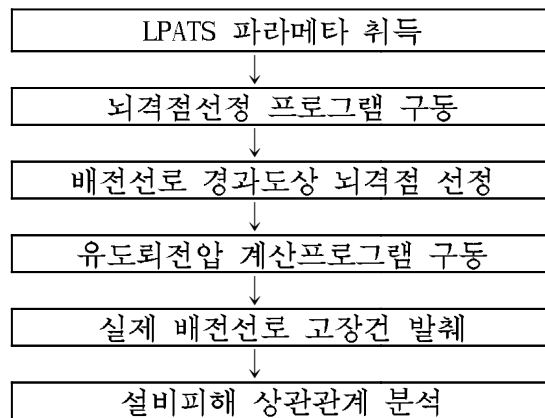 LPATS 파라메타 취득
뇌격점선정 프로그램 구동
배전선로 경과도상 뇌격점 선정
유도뢰전압 계산프로그램 구동
실제 배전선로 고장건 발췌
설비피해 상관관계 분석